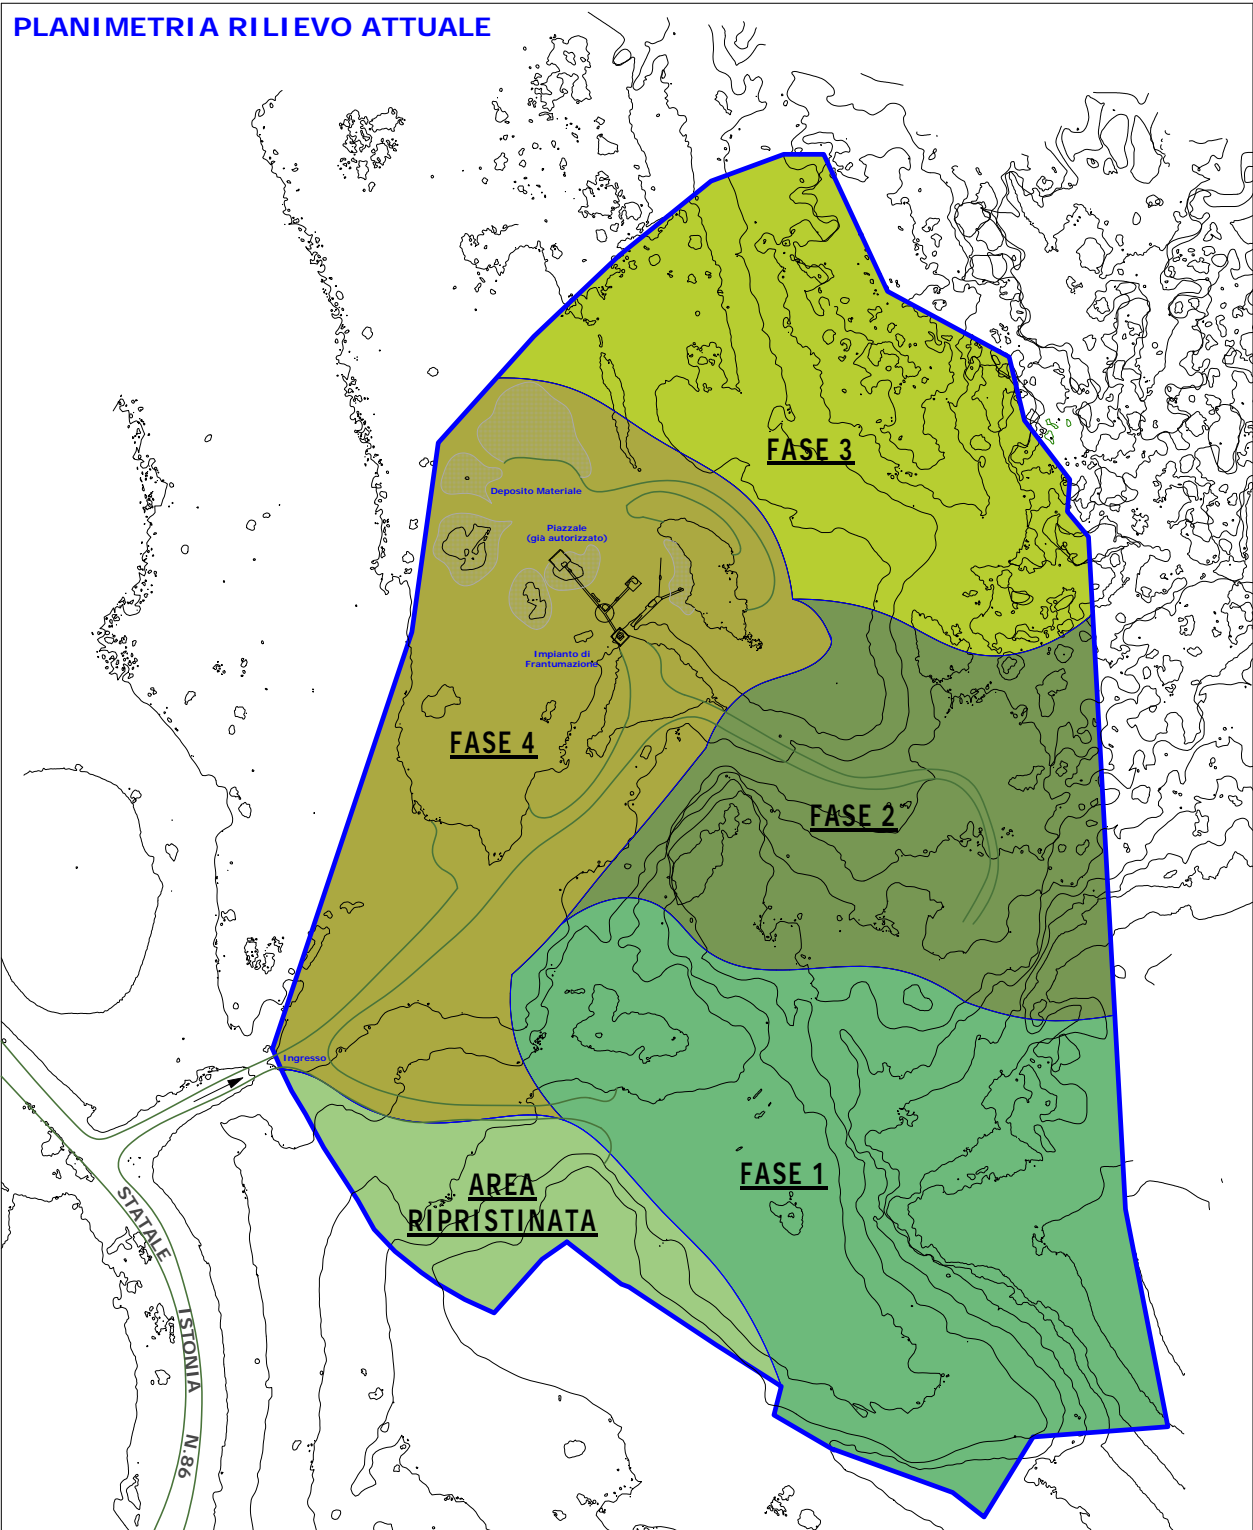 PLANIMETRIA RILIEVO ATTUALE
FASE 3
Deposito Materiale
Piazzale
(già autorizzato)
Impianto di
Frantumazione
FASE 4
FASE 2
Ingresso
FASE 1
AREA
RIPRISTINATA
STATALE ISTONIA N.86